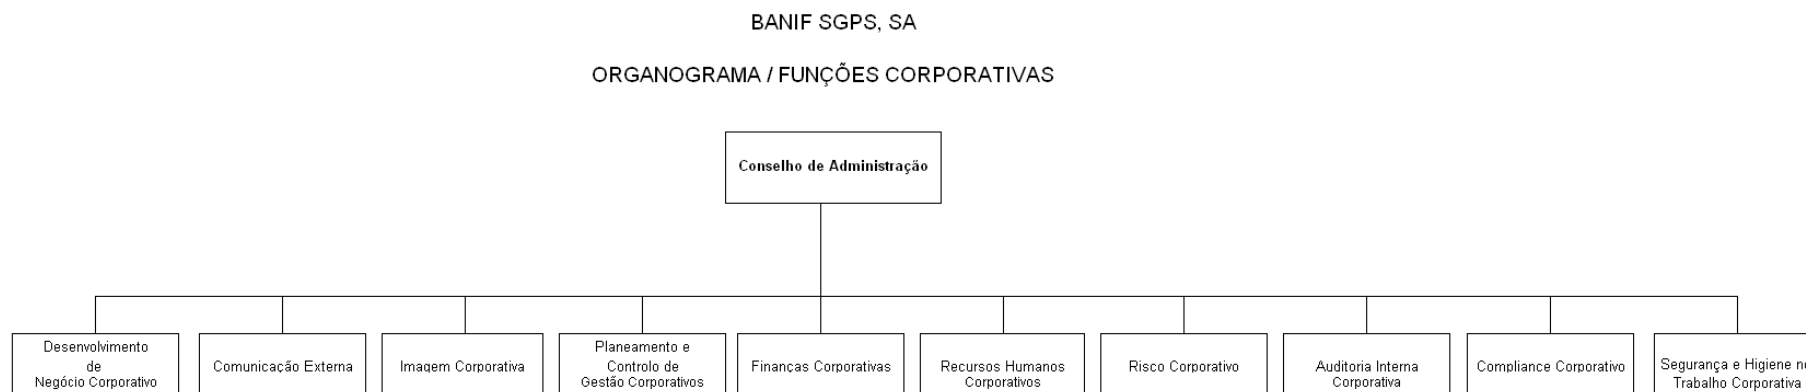 BANIF SGPS, SA
ORGANOGRAMA / FUNÇÕES CORPORATIVAS
Conselho de Administração
Desenvolvimento
de
Negócio Corporativo
Comunicação Externa
Imagem Corporativa
Planeamento e
Controlo de
Gestão Corporativos
Finanças Corporativas
Recursos Humanos
Corporativos
Risco Corporativo
Auditoria Interna
Corporativa
Compliance Corporativo
Segurança e Higiene no
Trabalho Corporativa